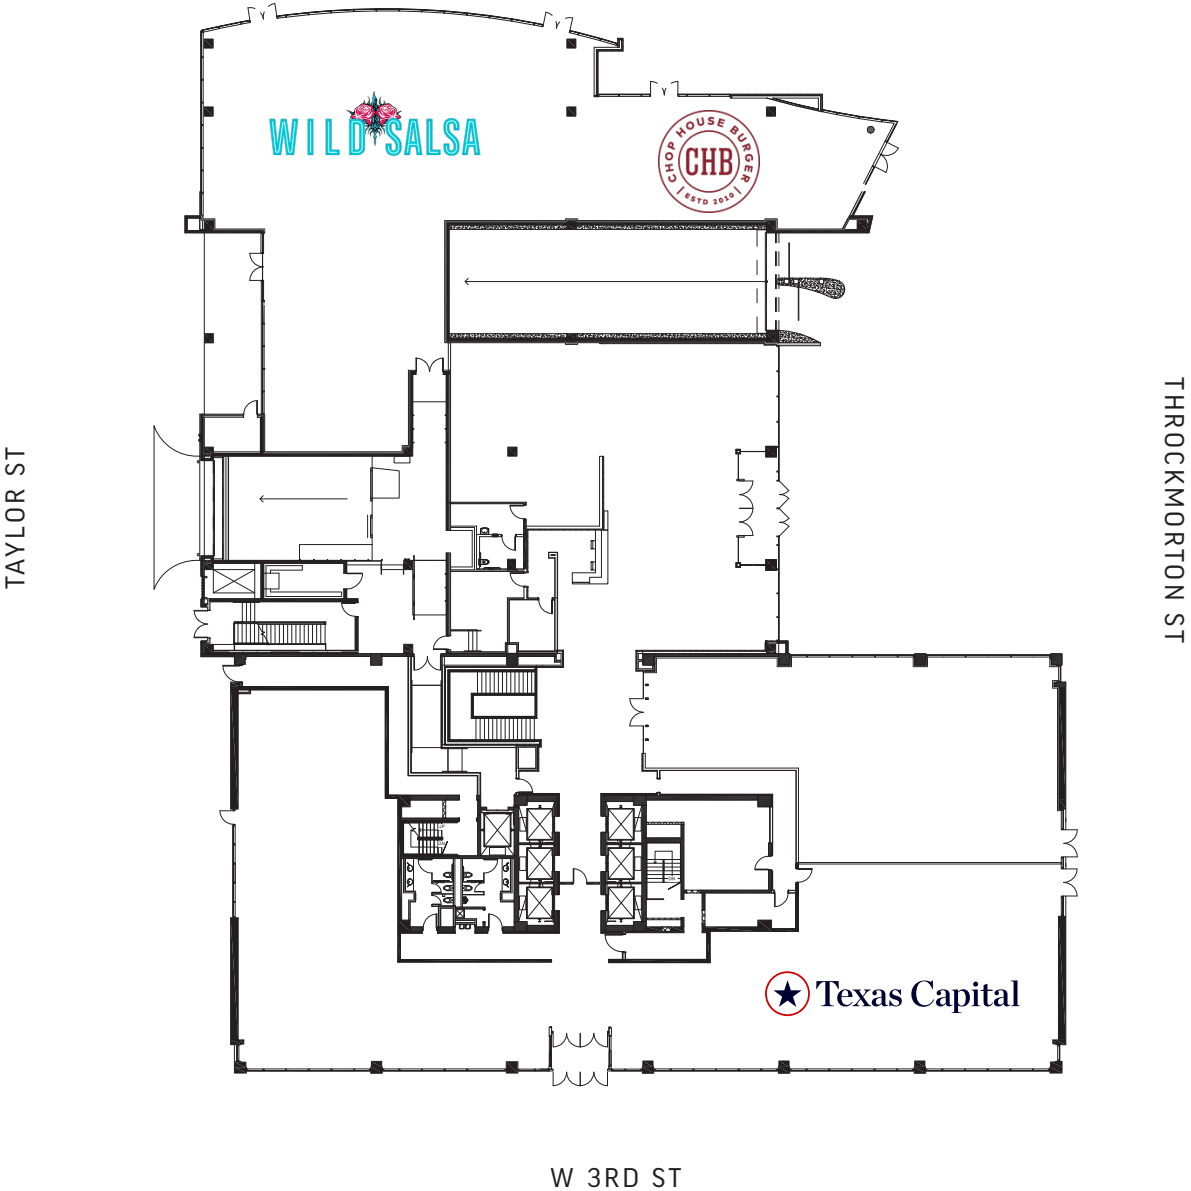 WILD SALSA
CHOP HOUSE BURGER
CHB
ESTD 2010
TAYLOR ST
THROCKMORTON ST
Texas Capital
W 3RD ST